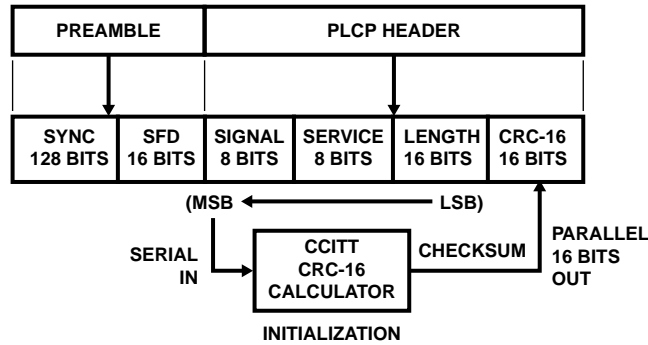 PREAMBLE
PLCP HEADER
SYNC
128 BITS
SFD
16 BITS
SIGNAL
8 BITS
SERVICE
8 BITS
LENGTH
16 BITS
CRC-16
16 BITS
(MSB
LSB)
SERIAL
IN
CCITT
CRC-16
CALCULATOR
CHECKSUM
PARALLEL
16 BITS
OUT
INITIALIZATION